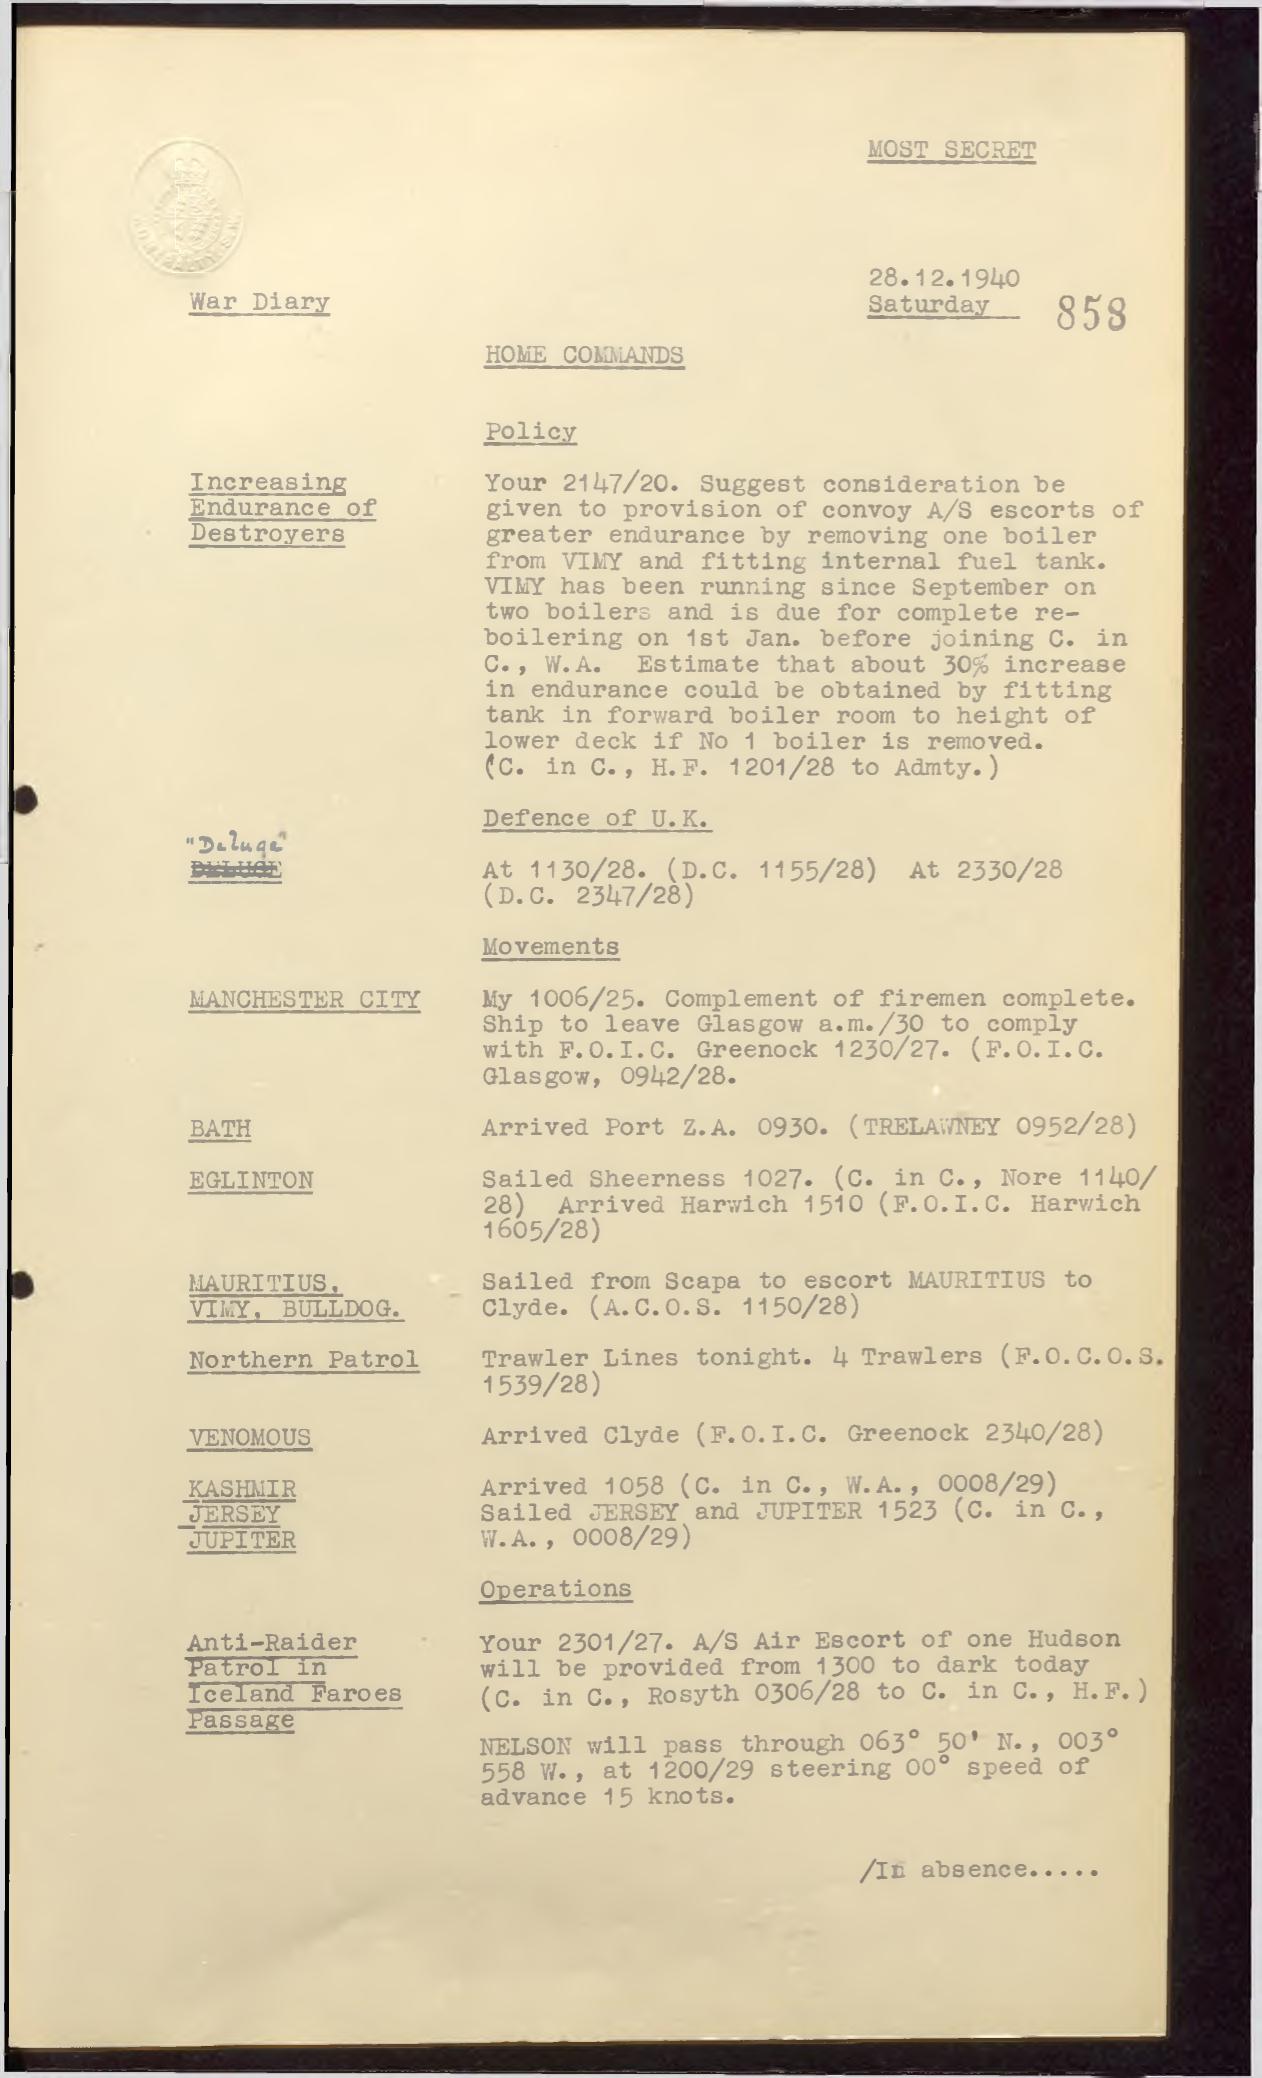 MOST SECRET
28.12.1940
War Diary
Saturday
858
HOME COMMANDS
Policy
Increasing
Endurance of
Destroyers
Your 2147/20. Suggest consideration be
given to provision of convoy A/S escorts of
greater endurance by removing one boiler
from VIMY and fitting internal fuel tank.
VIMY has been running since September on
two boilers and is due for complete re-
boilering on 1st Jan. before joining C. in
C., W.A. Estimate that about 30% increase
in endurance could be obtained by fitting
tank in forward boiler room to height of
lower deck if No 1 boiler is removed.
(C. in C., H.F. 1201/28 to Admty.)
Defence of U.K.
"Deluge"
DELUGE
At 1130/28. (D.C. 1155/28) At 2330/28
(D.C. 2347/28)
Movements
MANCHESTER CITY
My 1006/25. Complement of firemen complete.
Ship to leave Glasgow a.m./30 to comply
with F.O.I.C. Greenock 1230/27. (F.O.I.C.
Glasgow, 0942/28.
BATH
Arrived Port Z.A. 0930. (TRELAWNEY 0952/28)
EGLINTON
Sailed Sheerness 1027. (C. in C., Nore 1140/
28) Arrived Harwich 1510 (F.O.I.C. Harwich
1605/28)
MAURITIUS,
VIMY, BULLDOG.
Sailed from Scapa to escort MAURITIUS to
Clyde. (A.C.O.S. 1150/28)
Northern Patrol
Trawler Lines tonight. 4 Trawlers (F.O.C.O.S.
1539/28)
VENOMOUS
Arrived Clyde (F.O.I.C. Greenock 2340/28)
KASHMIR
JERSEY
JUPITER
Arrived 1058 (C. in C., W.A., 0008/29)
Sailed JERSEY and JUPITER 1523 (C. in C.,
W.A., 0008/29)
Operations
Anti-Raider
Patrol in
Iceland Faroes
Passage
Your 2301/27. A/S Air Escort of one Hudson
will be provided from 1300 to dark today
(C. in C., Rosyth 0306/28 to C. in C., H.F.)
NELSON will pass through 063° 50' N., 003°
558 W., at 1200/29 steering 00° speed of
advance 15 knots.
/In absence.....